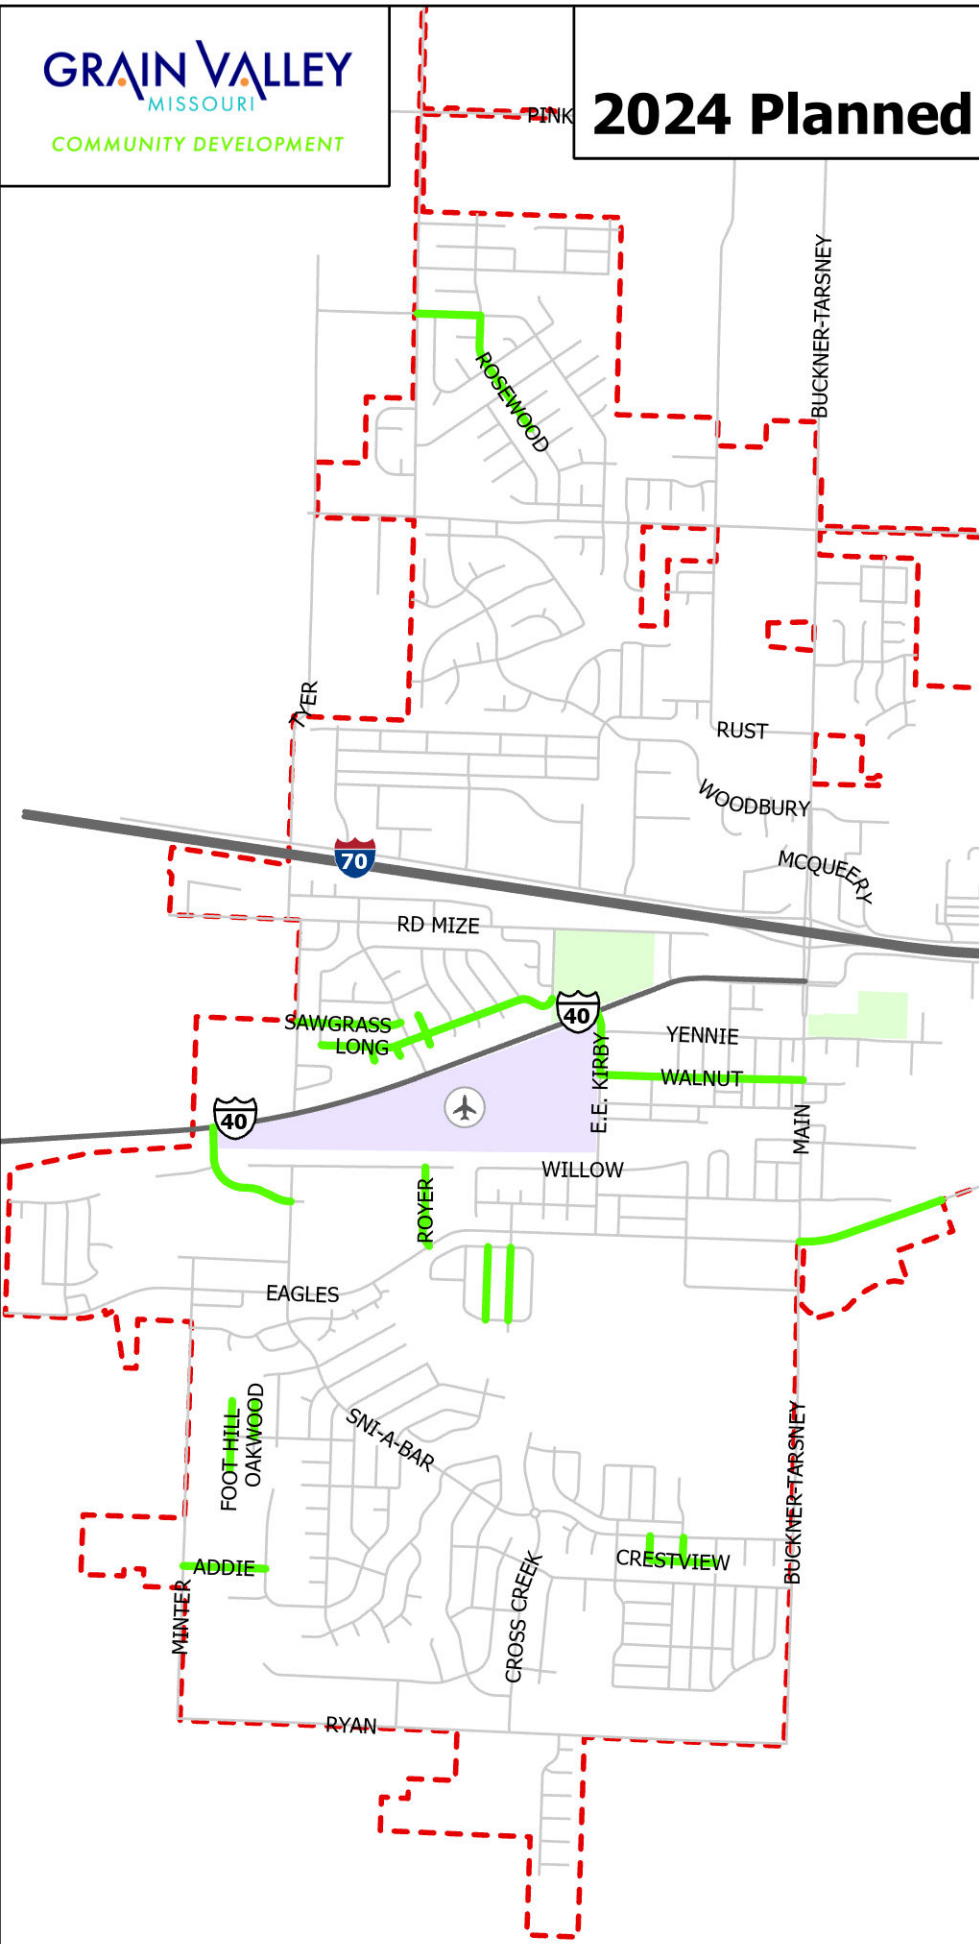 GRAIN VALLEY
MISSOURI
COMMUNITY DEVELOPMENT
2024 Planned
PINK
BUCKNER-TARSNEY
ROSEWOOD
TYER
RUST
WOODBURY
70
MCQUEERY
RD MIZE
40
SAWGRASS
LONG
YENNIE
E.E. KIRBY
WALNUT
40
MAIN
WILLOW
ROYER
EAGLES
FOOT HILL
OAKWOOD
SNI-A-BAR
BUCKNER-TARSNEY
CRESTVIEW
ADDIE
CROSS CREEK
MINTER
RYAN